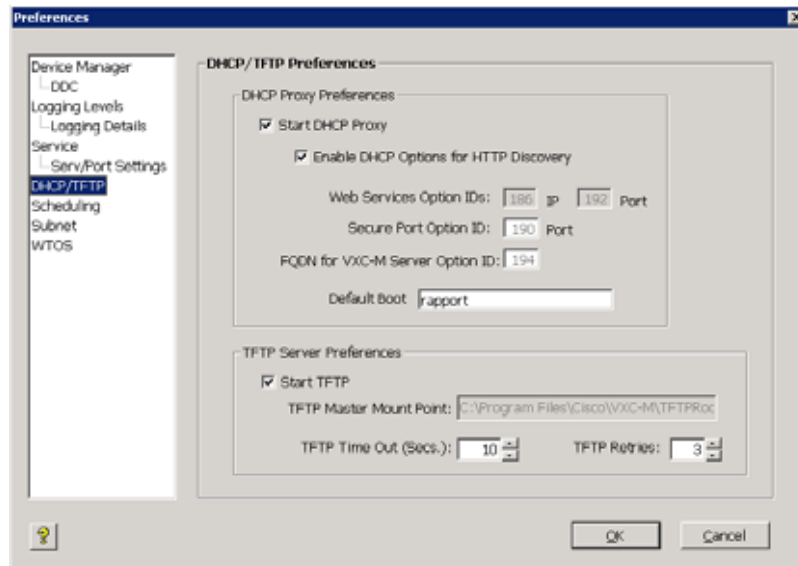 Preferences
Device Manager
DDC
Logging Levels
Logging Details
Service
Serv/Port Settings
DHCP/TFTP
Scheduling
Subnet
WTOS
DHCP/TFTP Preferences
DHCP Proxy Preferences
Start DHCP Proxy
Enable DHCP Options for HTTP Discovery
Web Services Option IDs: 186 IP 192 Port
Secure Port Option ID: 190 Port
FQDN for VXC-M Server Option ID: 194
Default Boot rapport
TFTP Server Preferences
Start TFTP
TFTP Master Mount Point: C:\Program Files\Cisco\VXC-M\TFTPRoo
TFTP Time Out (Secs.): 10 TFTP Retries: 3
? OK Cancel